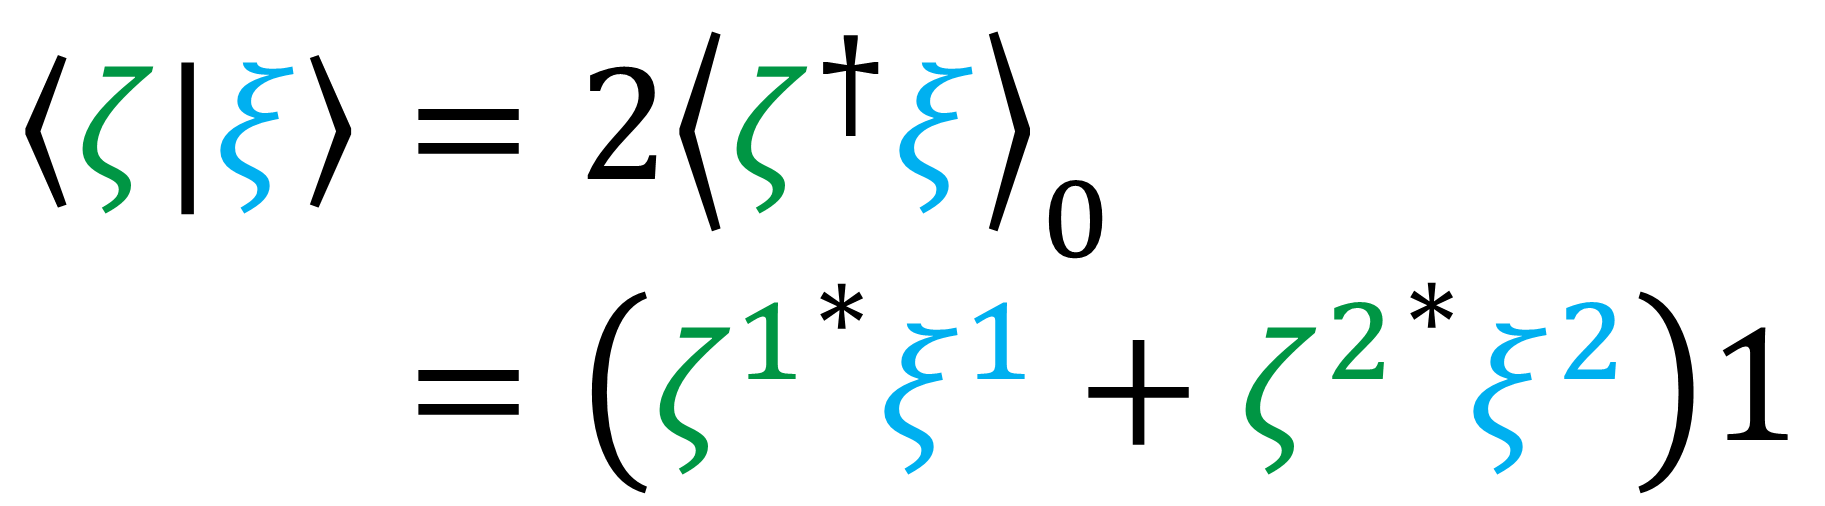 ⟨ζ|ξ⟩ = 2⟨ζ†ξ⟩₀
= (ζ¹*ξ¹ + ζ²*ξ²)1